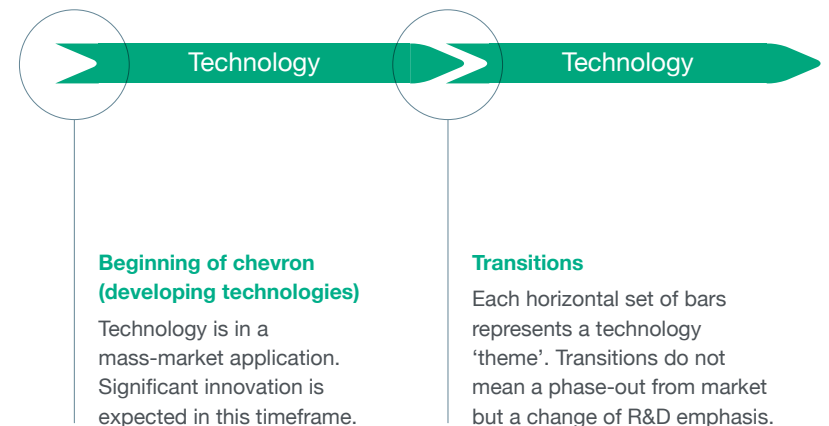 Technology
Technology
Beginning of chevron
(developing technologies)
Technology is in a
mass-market application.
Significant innovation is
expected in this timeframe.
Transitions
Each horizontal set of bars
represents a technology
‘theme’. Transitions do not
mean a phase-out from market
but a change of R&D emphasis.